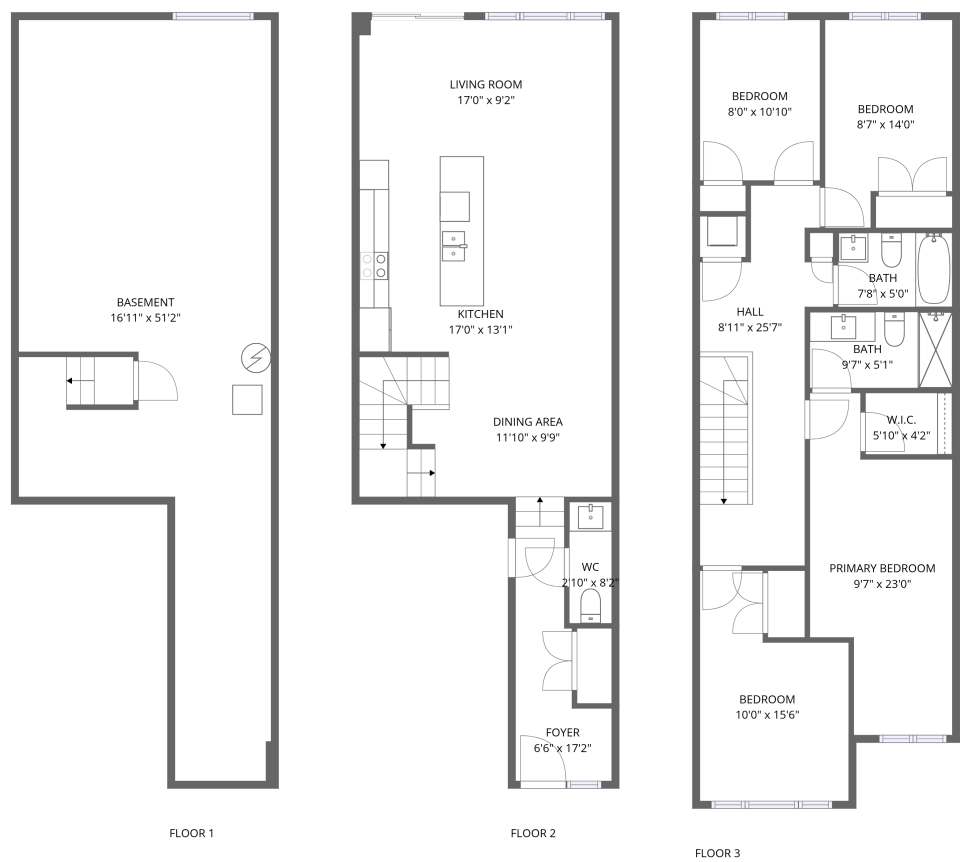 BASEMENT
16'11" x 51'2"
FLOOR 1
LIVING ROOM
17'0" x 9'2"
KITCHEN
17'0" x 13'1"
DINING AREA
11'10" x 9'9"
WC
2'10" x 8'2"
FOYER
6'6" x 17'2"
FLOOR 2
BEDROOM
8'0" x 10'10"
BEDROOM
8'7" x 14'0"
BATH
7'8" x 5'0"
HALL
8'11" x 25'7"
BATH
9'7" x 5'1"
W.I.C.
5'10" x 4'2"
PRIMARY BEDROOM
9'7" x 23'0"
BEDROOM
10'0" x 15'6"
FLOOR 3